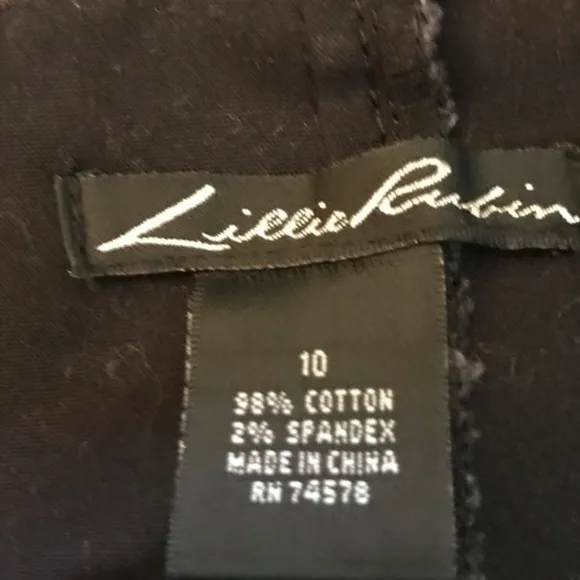 Lillie Rubin
10
98% COTTON
2% SPANDEX
MADE IN CHINA
RN 74578